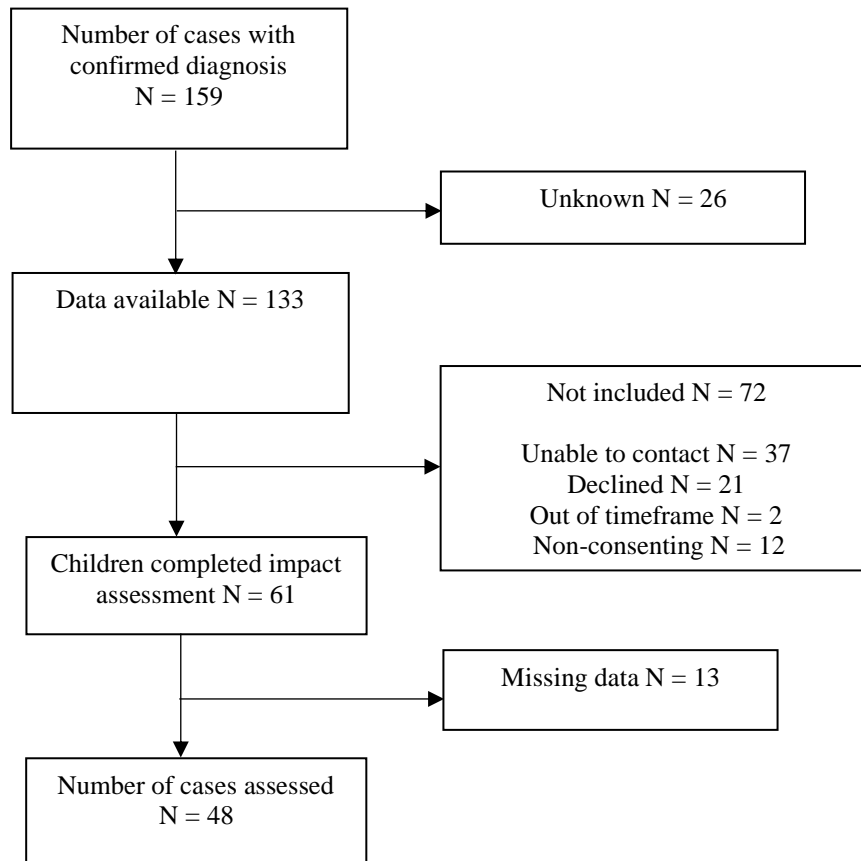 Number of cases with
confirmed diagnosis
N = 159
Unknown N = 26
Data available N = 133
Not included N = 72
Unable to contact N = 37
Declined N = 21
Out of timeframe N = 2
Non-consenting N = 12
Children completed impact
assessment N = 61
Missing data N = 13
Number of cases assessed
N = 48